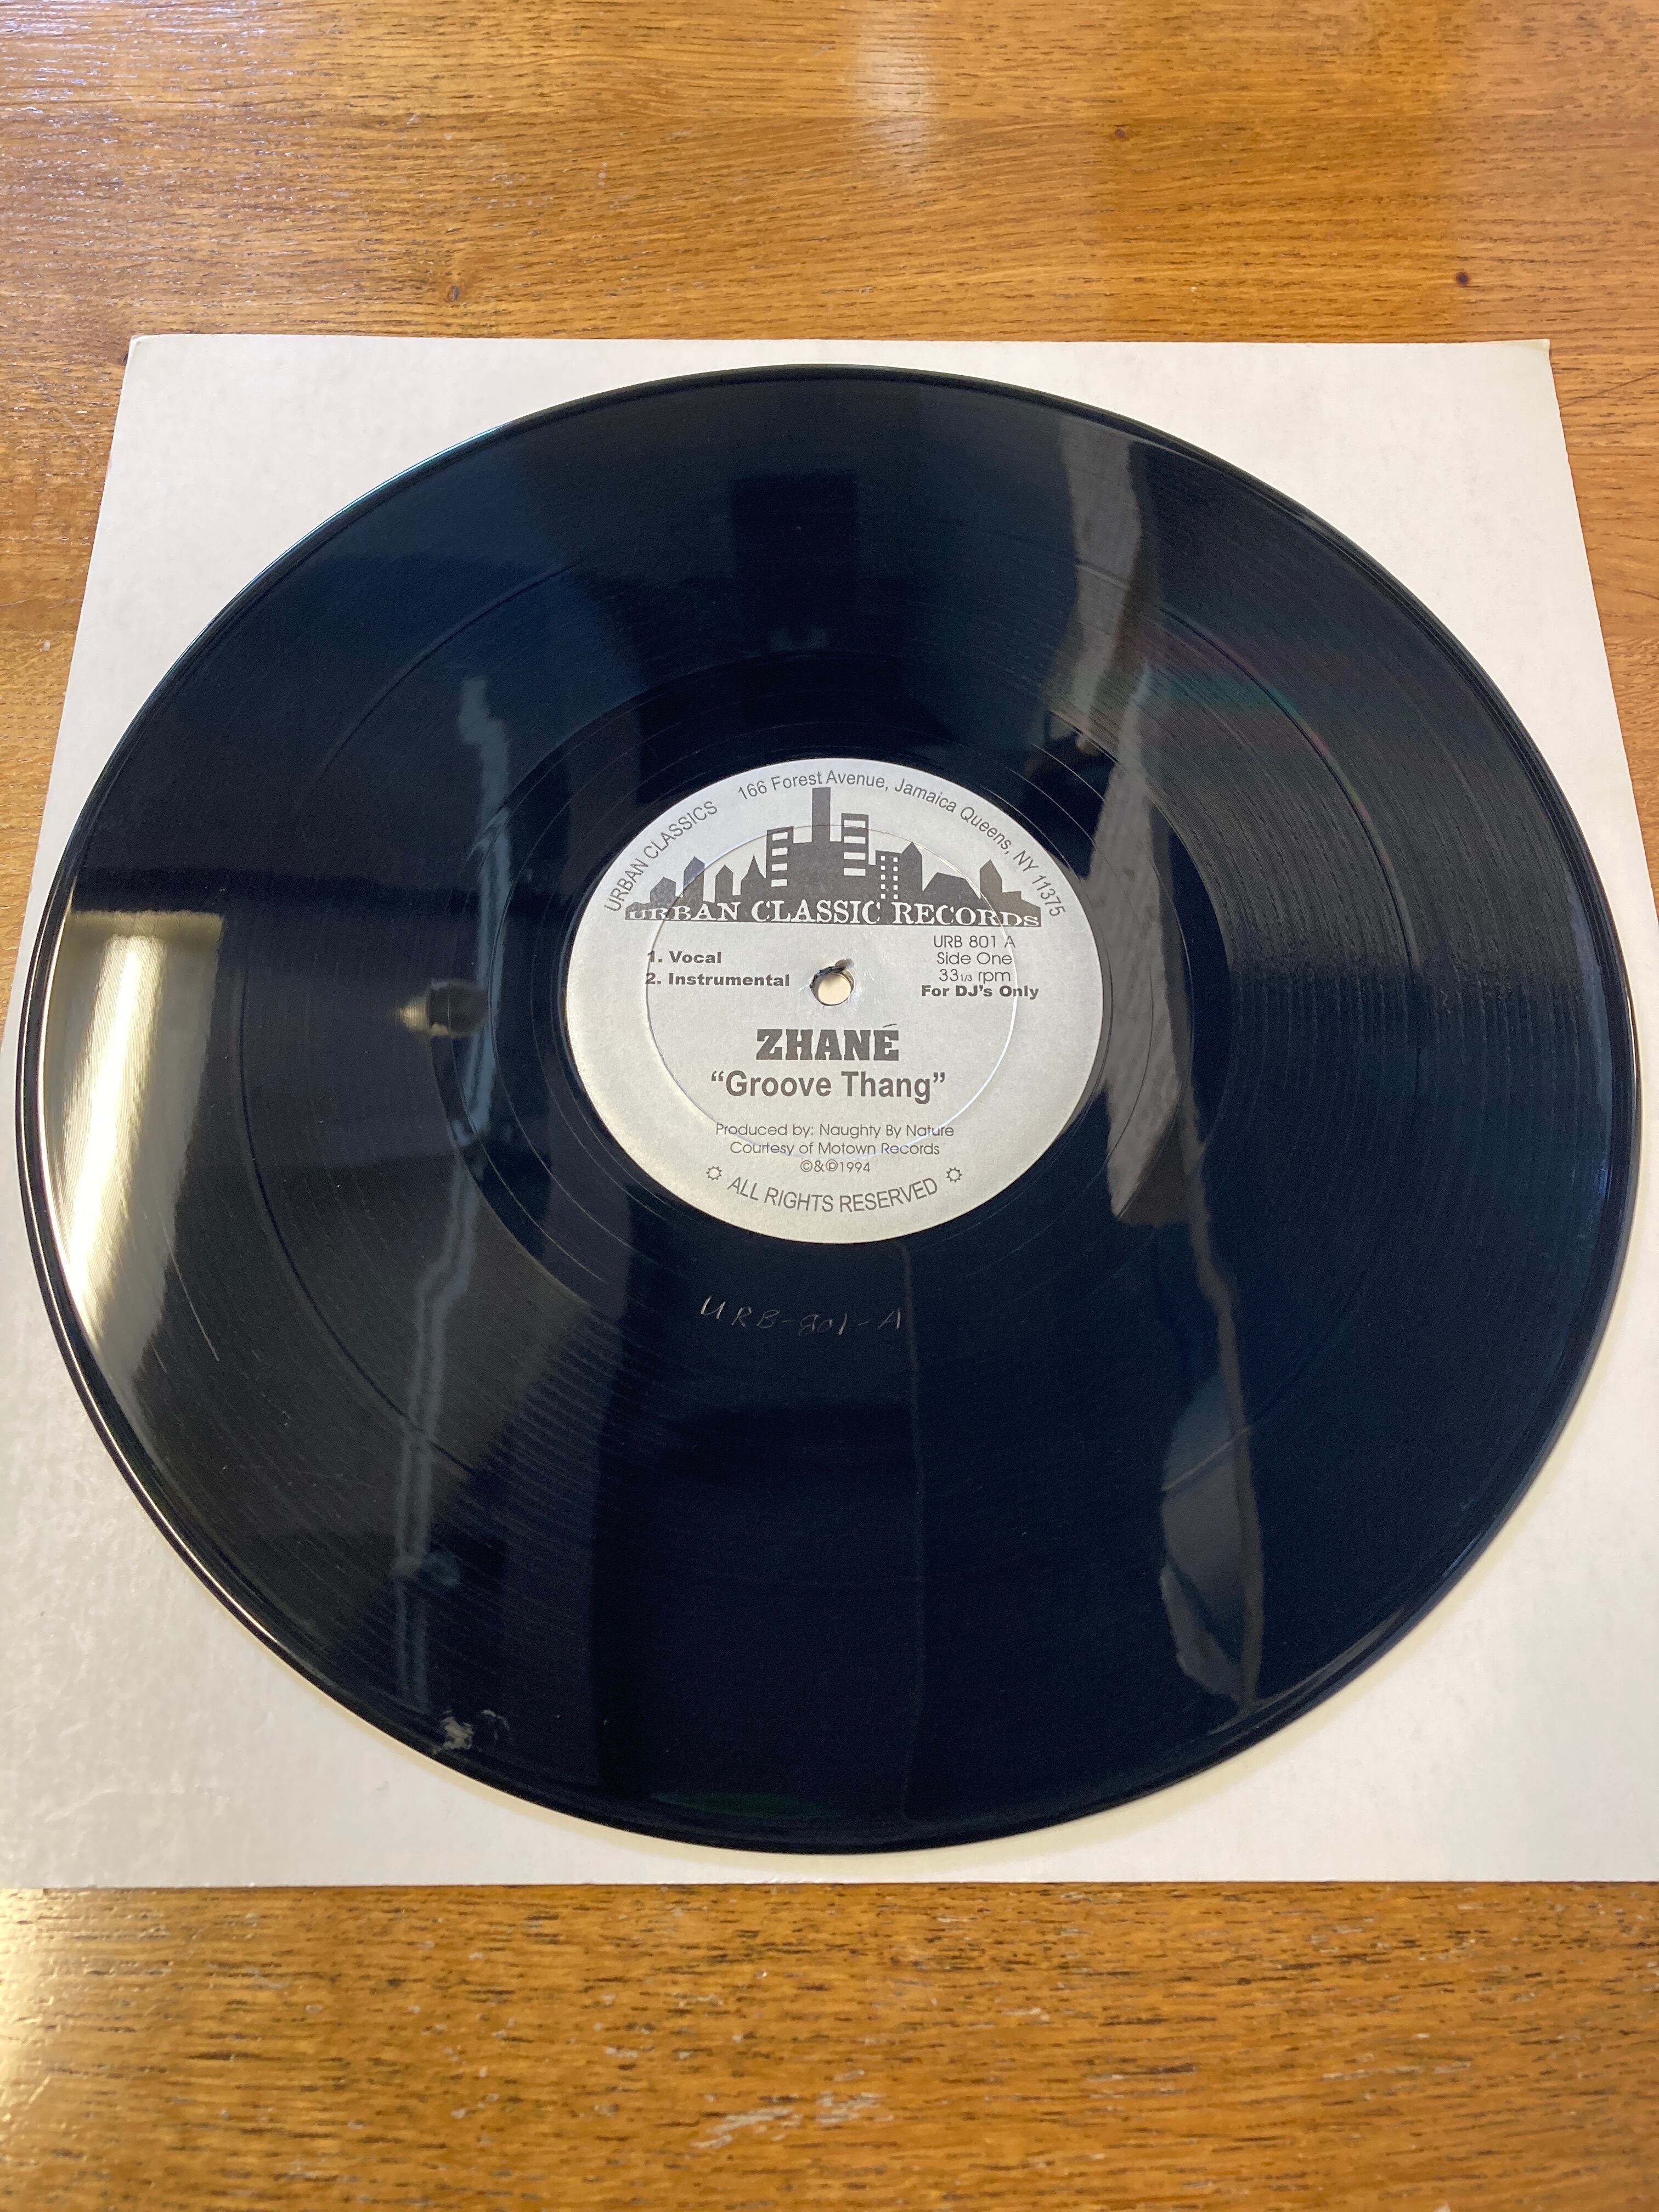 URBAN CLASSICS 166 Forest Avenue, Jamaica Queens, NY 11375
URBAN CLASSIC RECORDS
1. Vocal
2. Instrumental
URB 801 A
Side One
33 1/3 rpm
For DJ's Only
ZHANÉ
“Groove Thang”
Produced by: Naughty By Nature
Courtesy of Motown Records
©&©1994
ALL RIGHTS RESERVED
URB-801-A